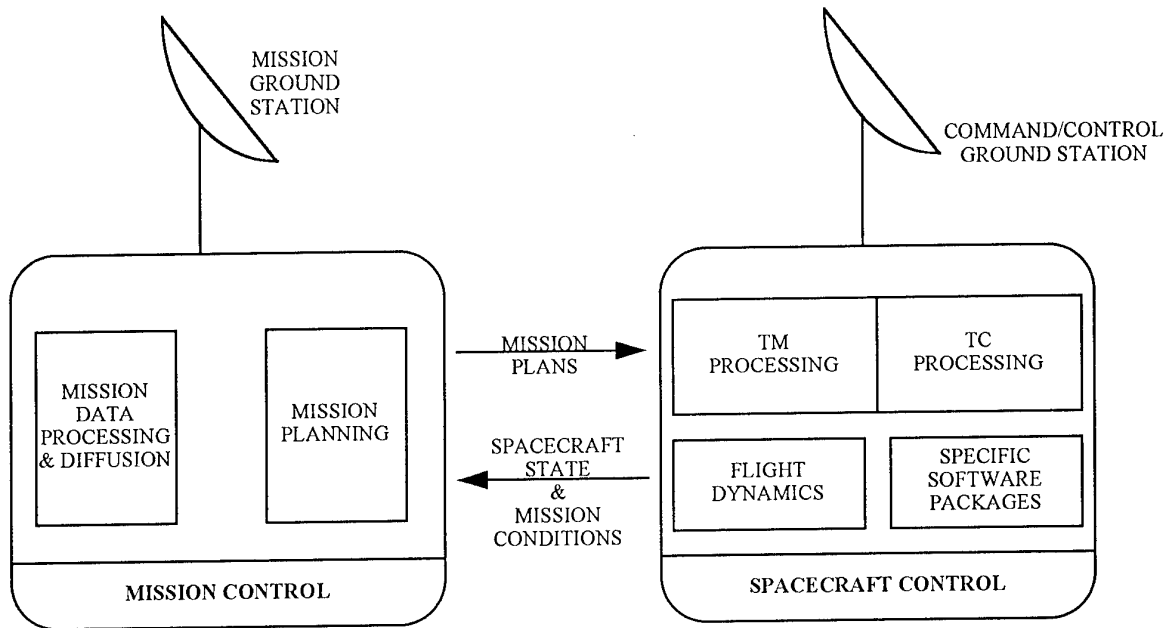 MISSION
GROUND
STATION
COMMAND/CONTROL
GROUND STATION
MISSION
DATA
PROCESSING
& DIFFUSION
MISSION
PLANNING
MISSION
PLANS
SPACECRAFT
STATE
&
MISSION
CONDITIONS
TM
PROCESSING
TC
PROCESSING
FLIGHT
DYNAMICS
SPECIFIC
SOFTWARE
PACKAGES
MISSION CONTROL
SPACECRAFT CONTROL